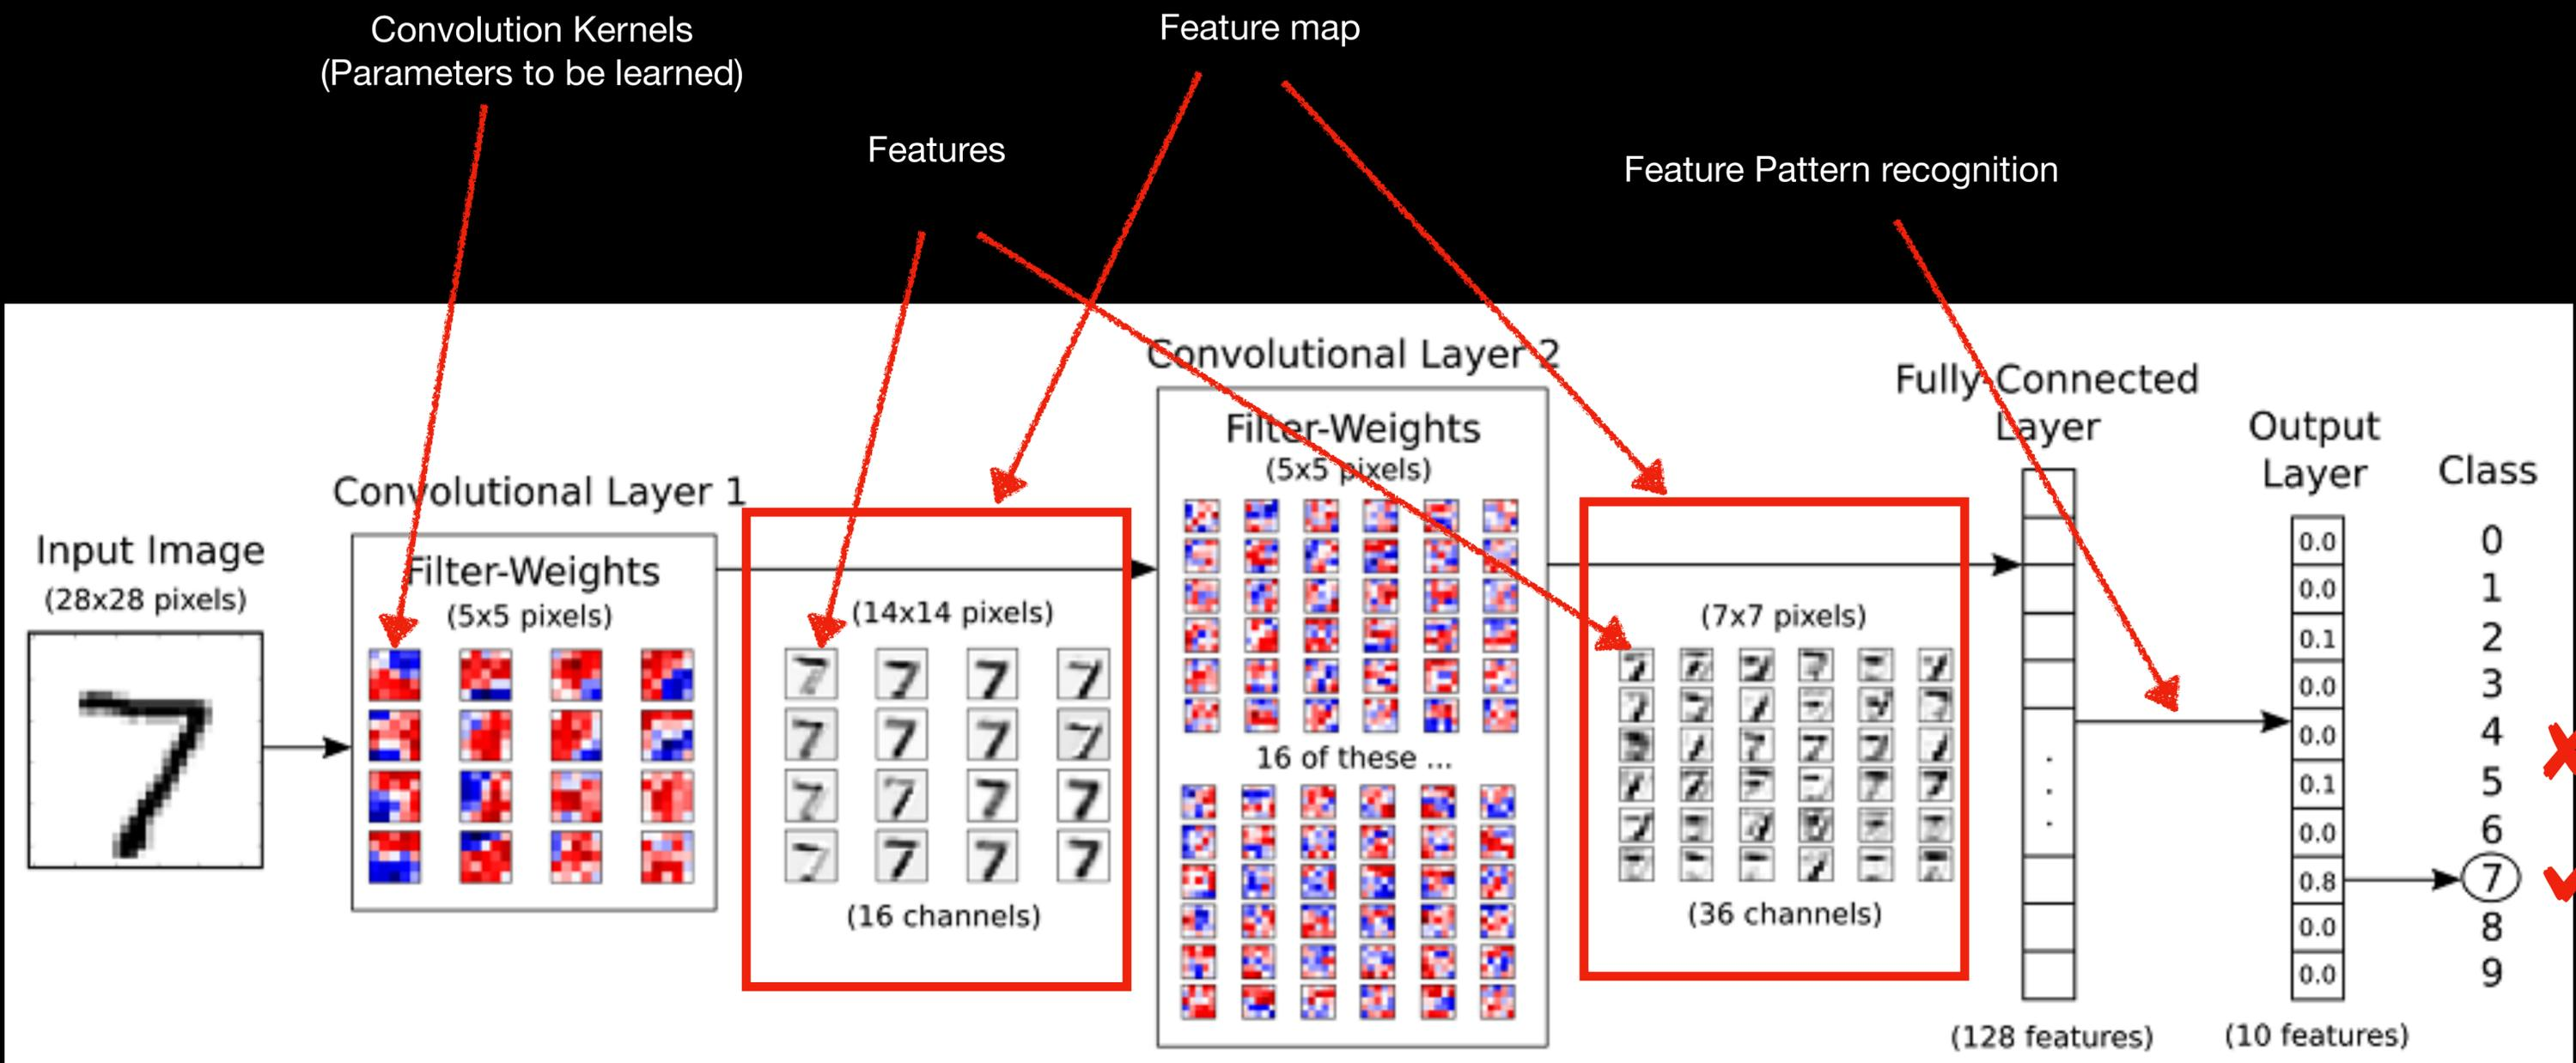 Convolution Kernels
(Parameters to be learned)
Feature map
Features
Feature Pattern recognition
Input Image
(28x28 pixels)
Convolutional Layer 1
Filter-Weights
(5x5 pixels)
(14x14 pixels)
(16 channels)
Convolutional Layer 2
Filter-Weights
(5x5 pixels)
16 of these ...
(7x7 pixels)
(36 channels)
Fully-Connected
Layer
(128 features)
Output
Layer
0.0
0.0
0.1
0.0
0.0
0.1
0.0
0.8
0.0
0.0
(10 features)
Class
0
1
2
3
4
5
6
7
8
9